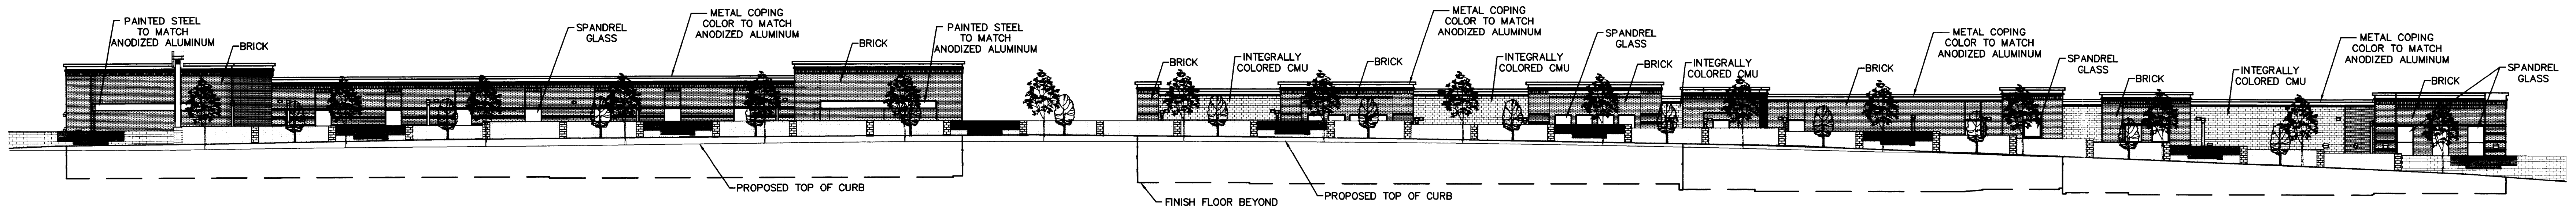 PAINTED STEEL
TO MATCH
ANODIZED ALUMINUM
BRICK
SPANDREL
GLASS
METAL COPING
COLOR TO MATCH
ANODIZED ALUMINUM
BRICK
PAINTED STEEL
TO MATCH
ANODIZED ALUMINUM
BRICK
INTEGRALLY
COLORED CMU
BRICK
METAL COPING
COLOR TO MATCH
ANODIZED ALUMINUM
INTEGRALLY
COLORED CMU
SPANDREL
GLASS
BRICK
INTEGRALLY
COLORED CMU
BRICK
METAL COPING
COLOR TO MATCH
ANODIZED ALUMINUM
SPANDREL
GLASS
BRICK
INTEGRALLY
COLORED CMU
METAL COPING
COLOR TO MATCH
ANODIZED ALUMINUM
BRICK
SPANDREL
GLASS
PROPOSED TOP OF CURB
FINISH FLOOR BEYOND
PROPOSED TOP OF CURB